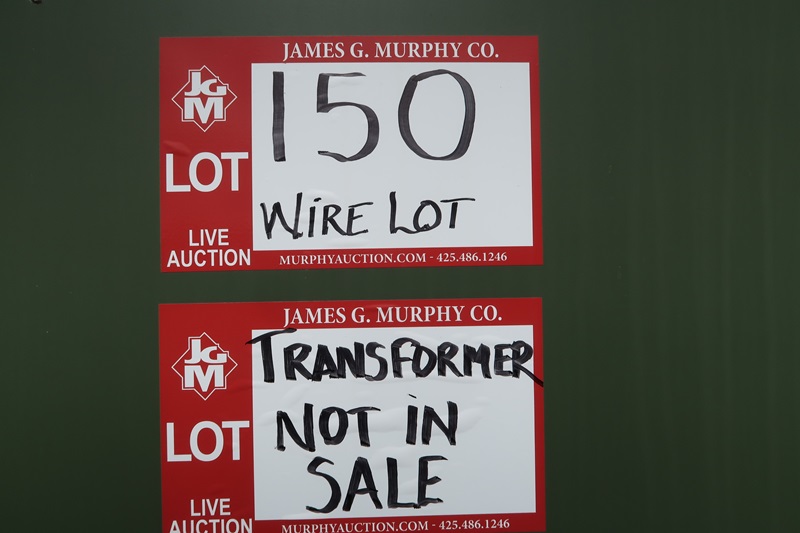 JAMES G. MURPHY CO.
JGM
150
LOT
WIRE LOT
LIVE
AUCTION
MURPHYAUCTION.COM - 425.486.1246
JAMES G. MURPHY CO.
JGM
TRANSFORMER
LOT
NOT IN
SALE
LIVE
AUCTION
MURPHYAUCTION.COM - 425.486.1246